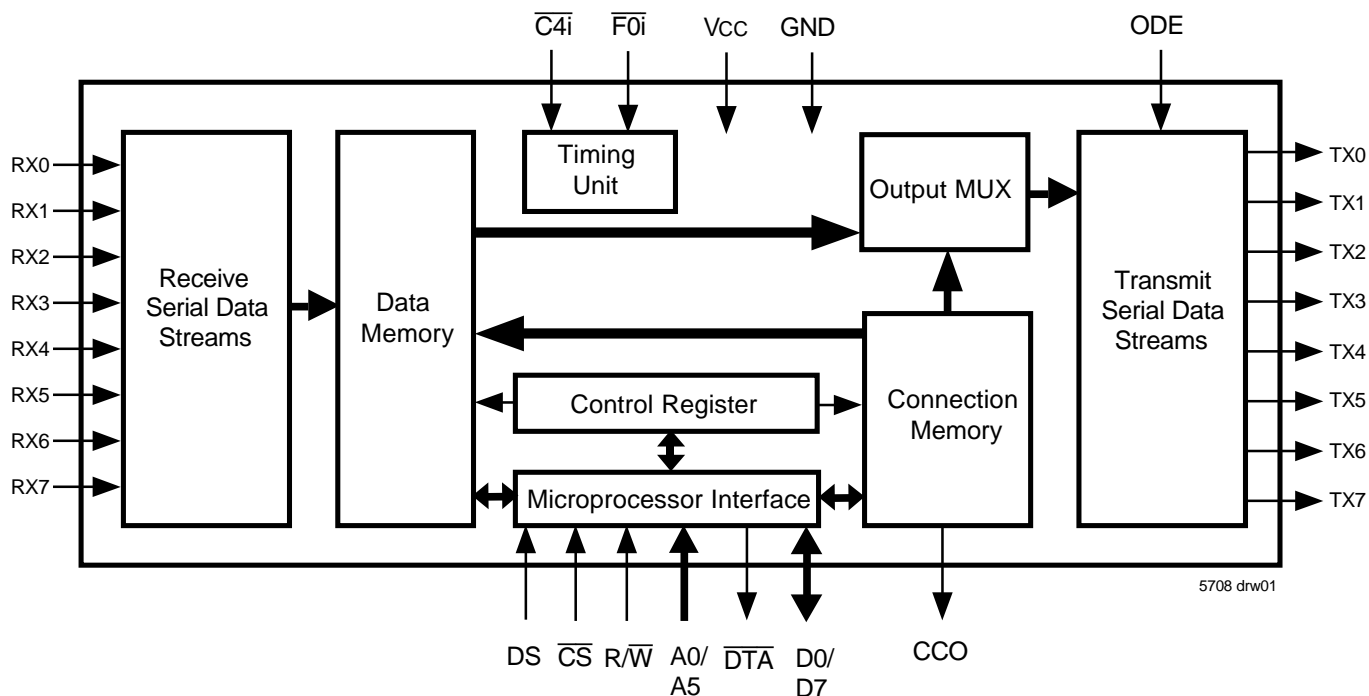 C4i F0i VCC GND ODE
RX0
RX1
RX2
RX3
RX4
RX5
RX6
RX7
Receive
Serial Data
Streams
Data
Memory
Timing
Unit
Output MUX
Control Register
Microprocessor Interface
Connection
Memory
Transmit
Serial Data
Streams
TX0
TX1
TX2
TX3
TX4
TX5
TX6
TX7
5708 drw01
DS CS R/W A0/ DTA D0/ CCO
A5 D7